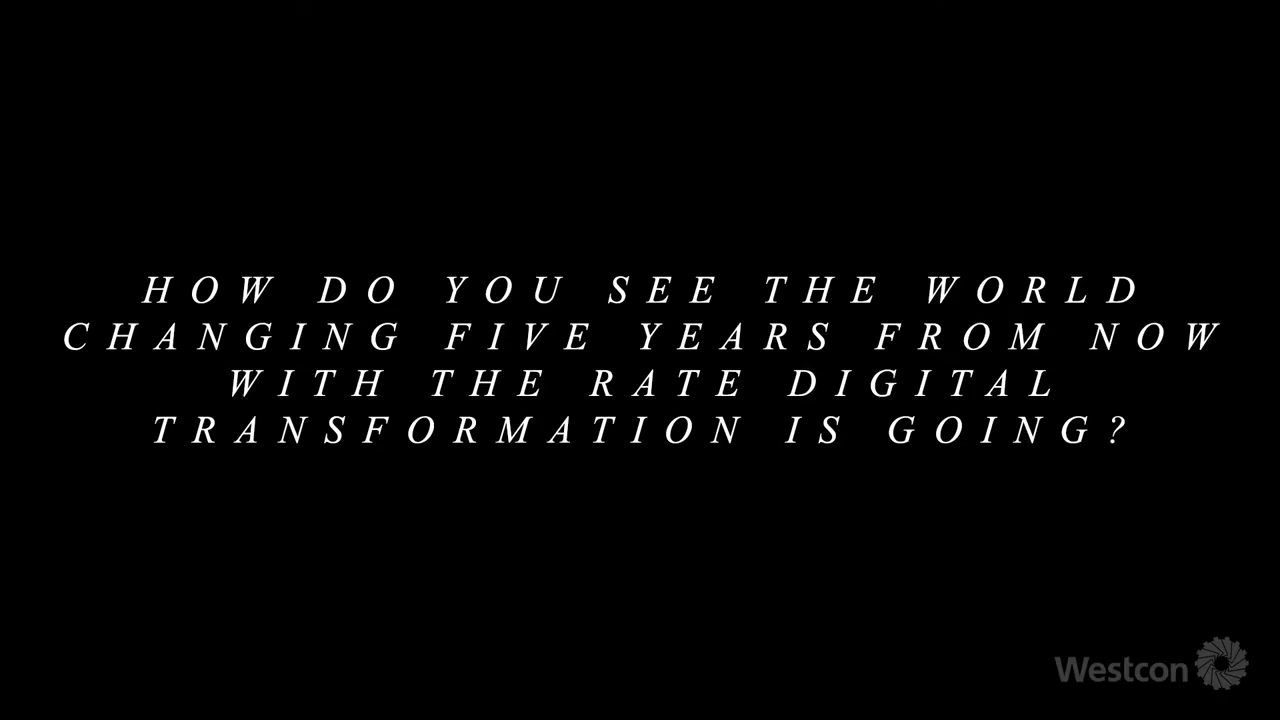 HOW DO YOU SEE THE WORLD
CHANGING FIVE YEARS FROM NOW
WITH THE RATE DIGITAL
TRANSFORMATION IS GOING?
Westcon